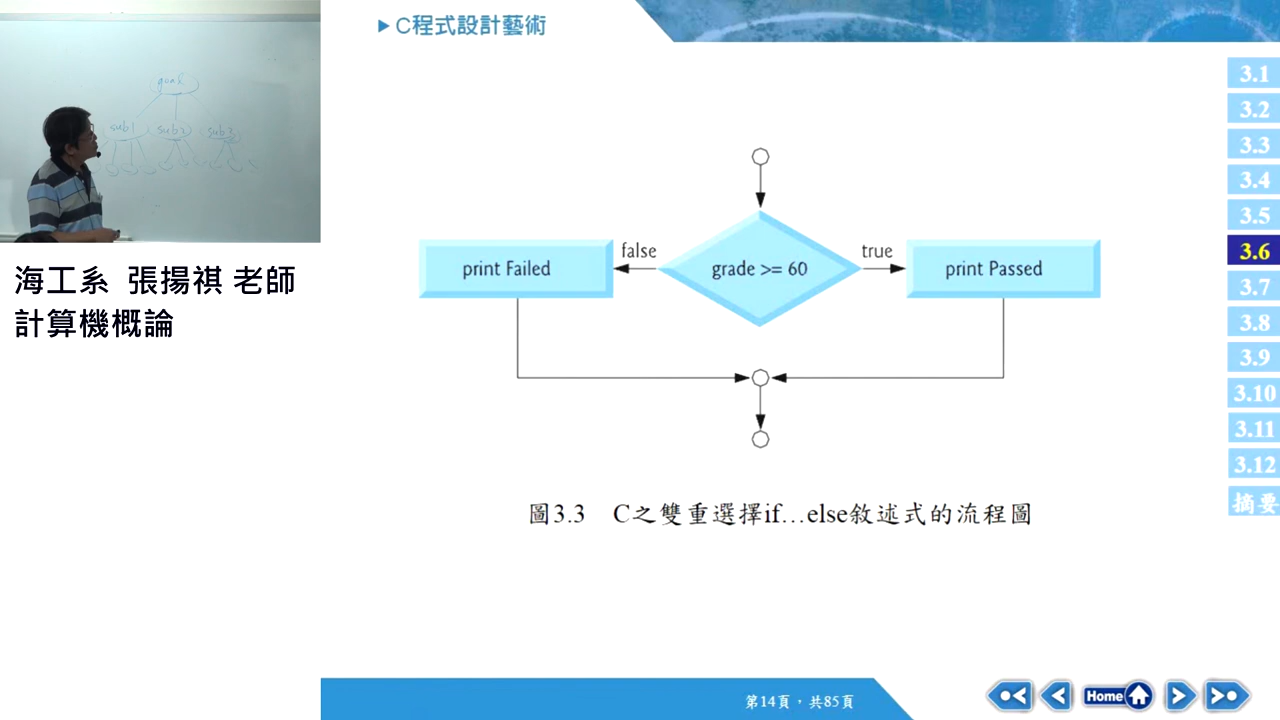 C程式設計藝術
goal
sub1 sub2 sub3
海工系 張揚祺 老師
計算機概論
false
true
print Failed
grade >= 60
print Passed
圖3.3 C之雙重選擇if…else敘述式的流程圖
3.1
3.2
3.3
3.4
3.5
3.6
3.7
3.8
3.9
3.10
3.11
3.12
摘要
第14頁，共85頁
Home